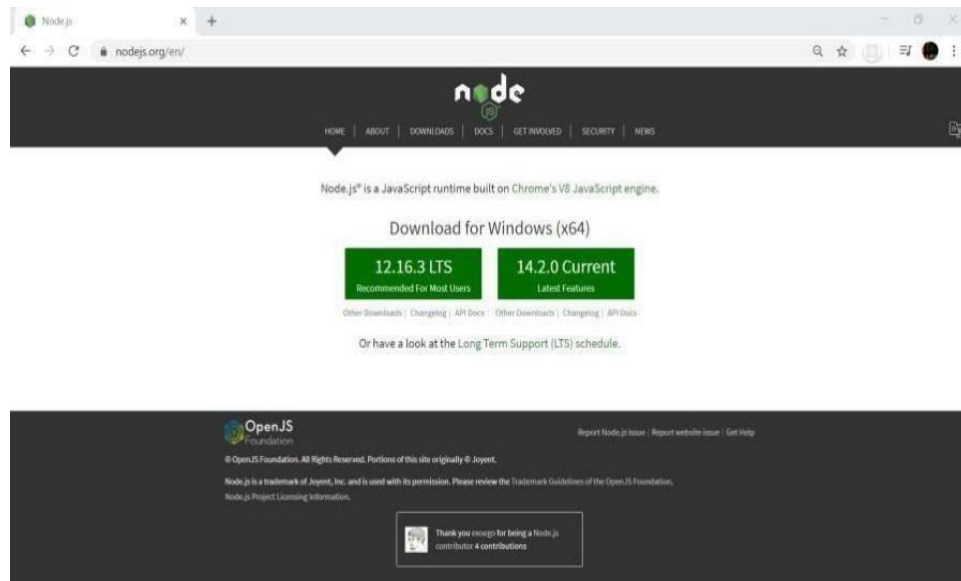 Node.js
nodejs.org/en/
node
JS
HOME | ABOUT | DOWNLOADS | DOCS | GET INVOLVED | SECURITY | NEWS
Node.js® is a JavaScript runtime built on Chrome's V8 JavaScript engine.
Download for Windows (x64)
12.16.3 LTS
Recommended For Most Users
14.2.0 Current
Latest Features
Other Downloads | Changelog | API Docs
Other Downloads | Changelog | API Docs
Or have a look at the Long Term Support (LTS) schedule.
OpenJS
Foundation
Report Node.js issue | Report website issue | Get Help
© OpenJS Foundation. All Rights Reserved. Portions of this site originally © Joyent.
Node.js is a trademark of Joyent, Inc. and is used with its permission. Please review the Trademark Guidelines of the OpenJS Foundation.
Node.js Project Licensing Information.
Thank you for being a Node.js
contributor 4 contributions